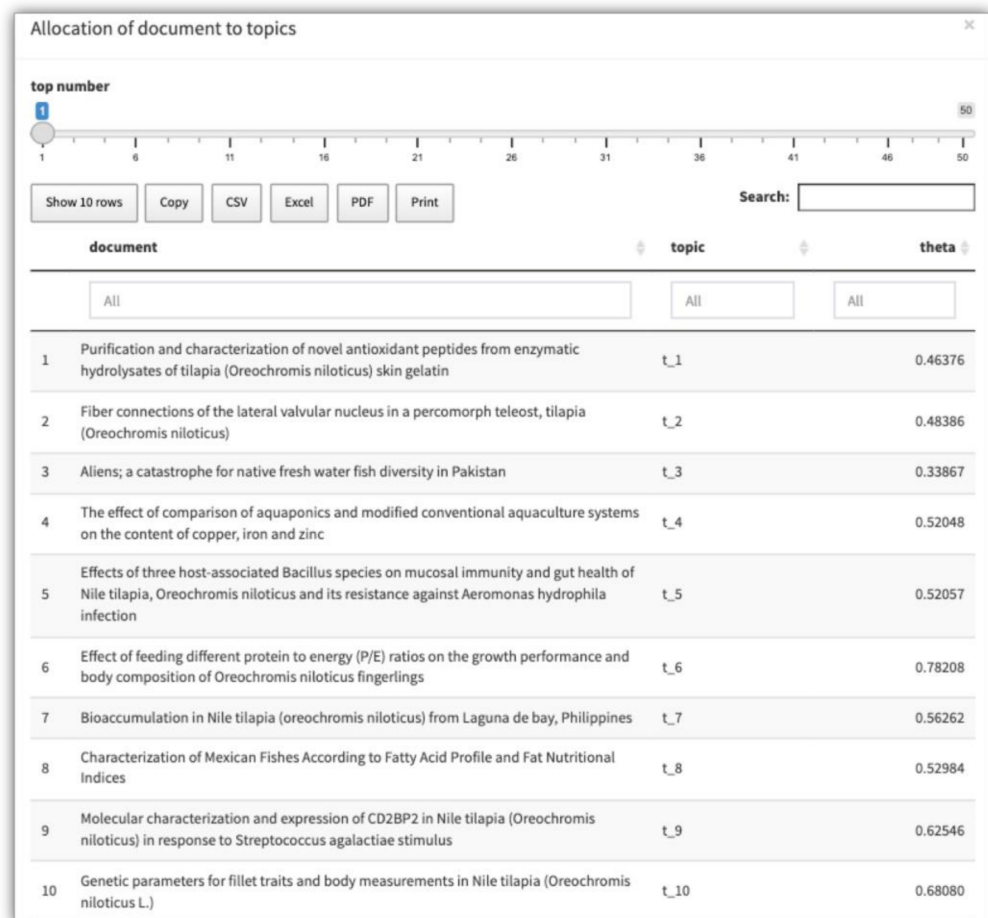 Allocation of document to topics
×
top number
1
50
1 6 11 16 21 26 31 36 41 46 50
Show 10 rows Copy CSV Excel PDF Print Search:
document topic theta
All All All
1 Purification and characterization of novel antioxidant peptides from enzymatic
hydrolysates of tilapia (Oreochromis niloticus) skin gelatin t_1 0.46376
2 Fiber connections of the lateral valvular nucleus in a percomorph teleost, tilapia
(Oreochromis niloticus) t_2 0.48386
3 Aliens; a catastrophe for native fresh water fish diversity in Pakistan t_3 0.33867
4 The effect of comparison of aquaponics and modified conventional aquaculture systems
on the content of copper, iron and zinc t_4 0.52048
5 Effects of three host-associated Bacillus species on mucosal immunity and gut health of
Nile tilapia, Oreochromis niloticus and its resistance against Aeromonas hydrophila
infection t_5 0.52057
6 Effect of feeding different protein to energy (P/E) ratios on the growth performance and
body composition of Oreochromis niloticus fingerlings t_6 0.78208
7 Bioaccumulation in Nile tilapia (oreochromis niloticus) from Laguna de bay, Philippines t_7 0.56262
8 Characterization of Mexican Fishes According to Fatty Acid Profile and Fat Nutritional
Indices t_8 0.52984
9 Molecular characterization and expression of CD2BP2 in Nile tilapia (Oreochromis
niloticus) in response to Streptococcus agalactiae stimulus t_9 0.62546
10 Genetic parameters for fillet traits and body measurements in Nile tilapia (Oreochromis
niloticus L.) t_10 0.68080